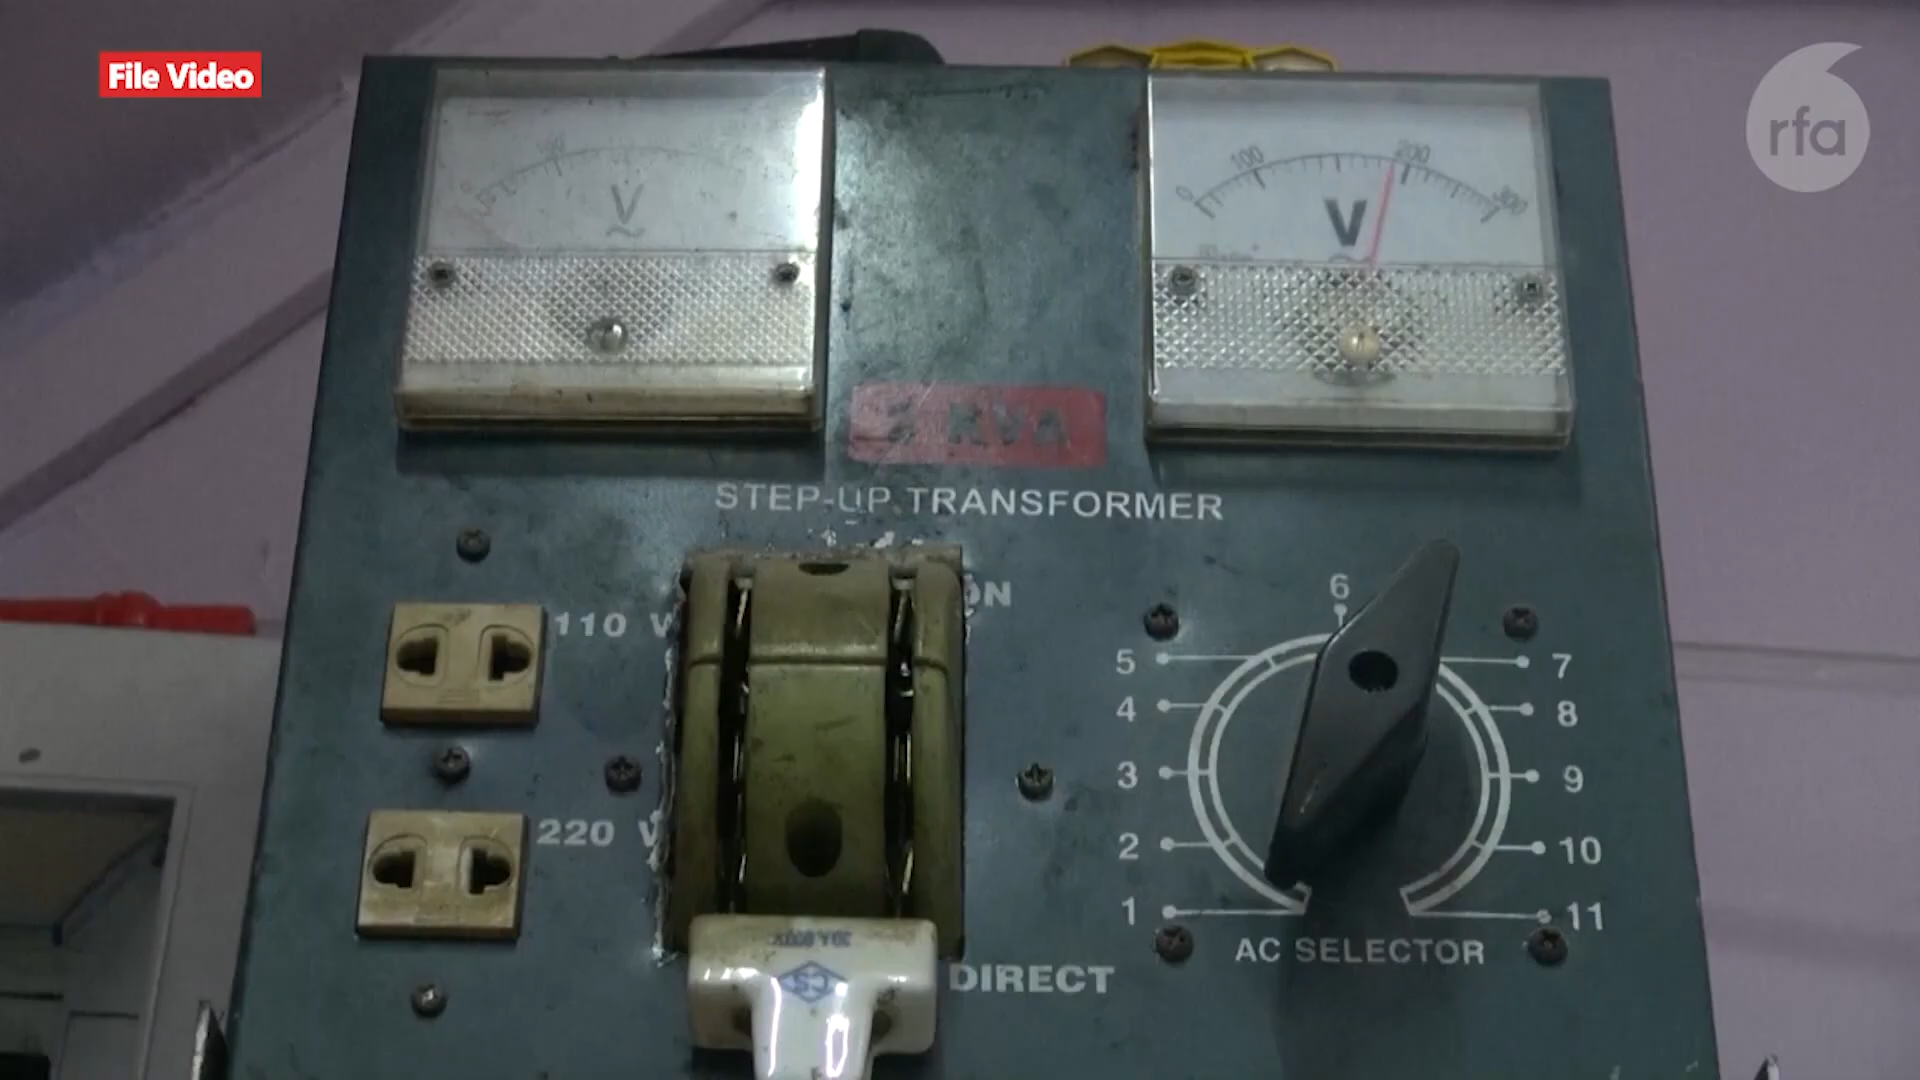 File Video
rfa
V
0 100 200 300
V
KVA
STEP-UP TRANSFORMER
ON
110
220
DIRECT
6
5
7
4
8
3
9
2
10
1
11
AC SELECTOR
CS